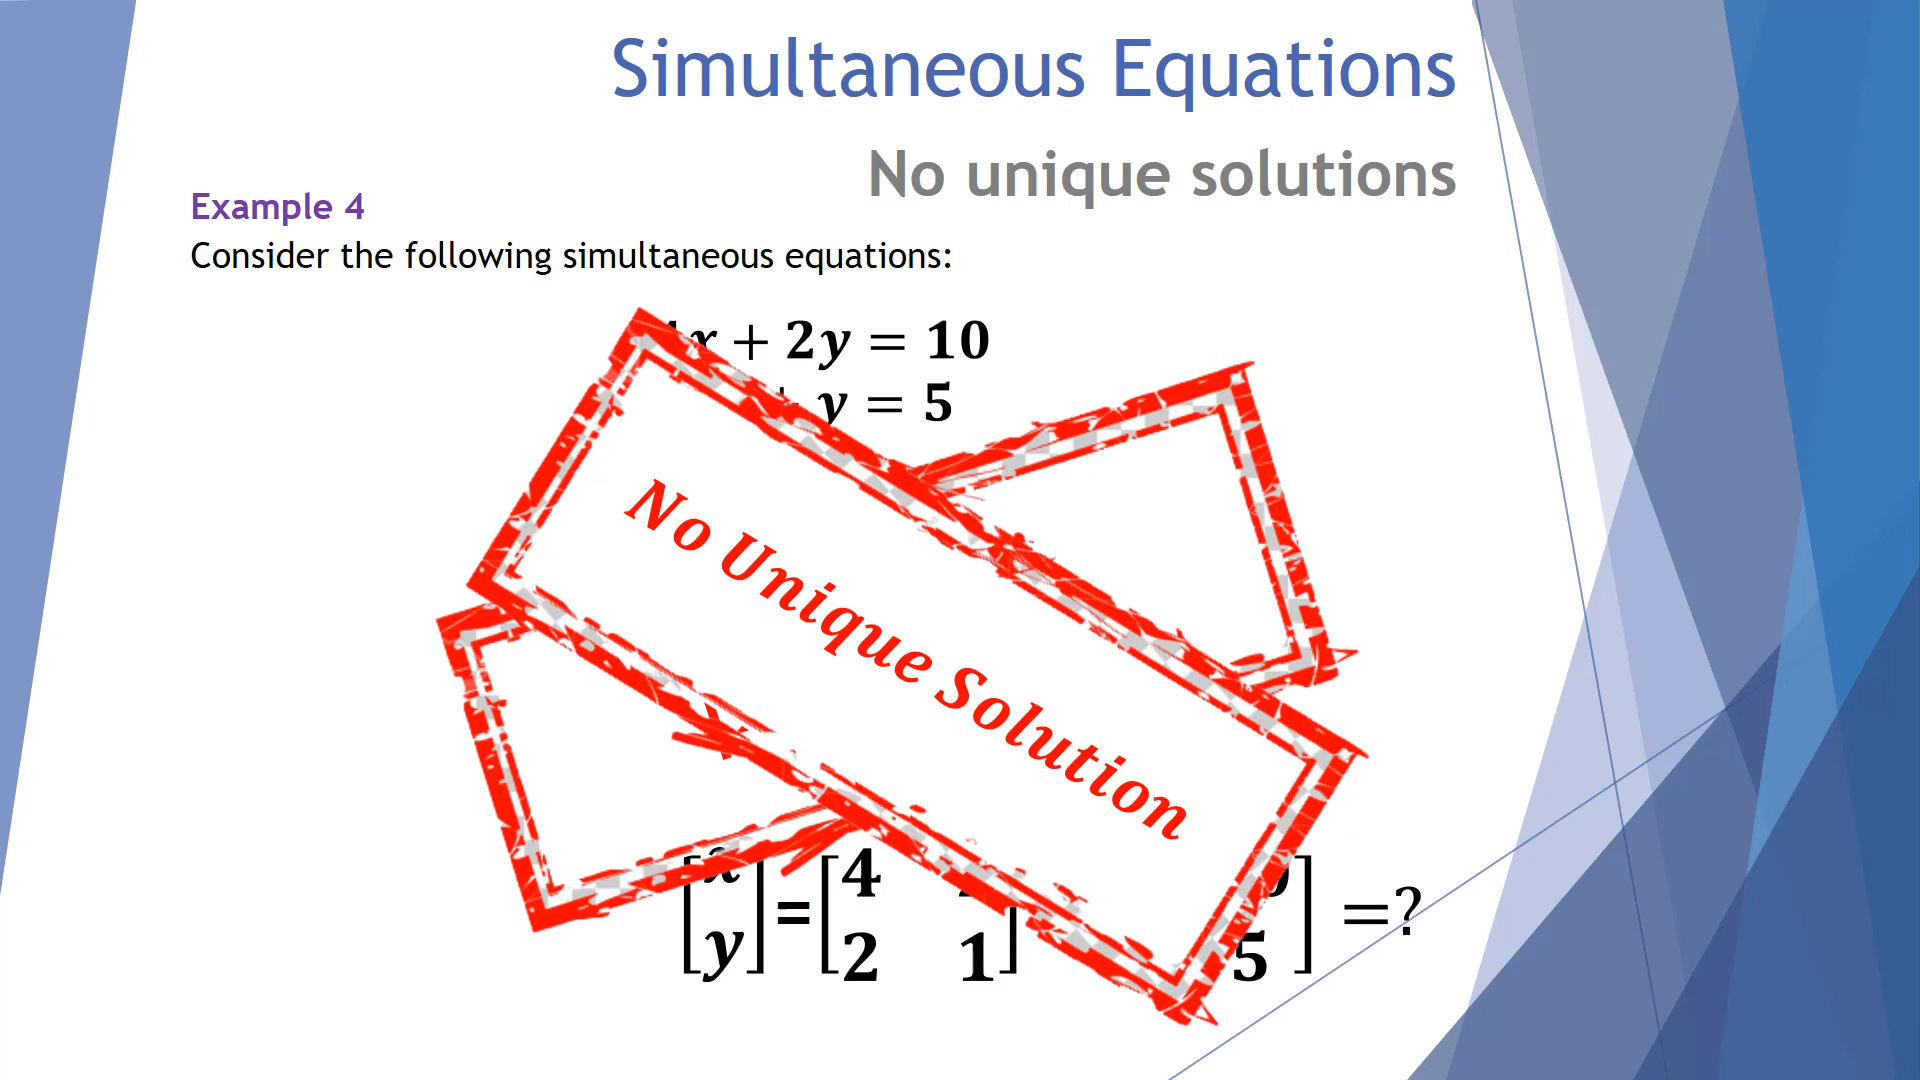 Simultaneous Equations
No unique solutions
Example 4
Consider the following simultaneous equations:
x + 2y = 10
y = 5
No Unique Solution
[x] = [4 ] ] =?
[y] [2 1] 5]